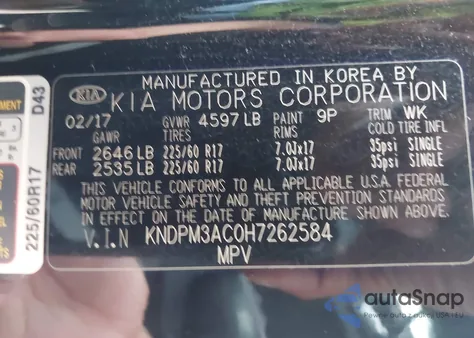 MANUFACTURED IN KOREA BY
KIA KIA MOTORS CORPORATION
02/17 GVWR 4597 LB PAINT 9P TRIM WK
GAWR TIRES RIMS COLD TIRE INFL
FRONT 2646 LB 225/60 R17 7.0Jx17 35psi SINGLE
REAR 2535 LB 225/60 R17 7.0Jx17 35psi SINGLE
THIS VEHICLE CONFORMS TO ALL APPLICABLE U.S.A. FEDERAL
MOTOR VEHICLE SAFETY AND THEFT PREVENTION STANDARDS
IN EFFECT ON THE DATE OF MANUFACTURE SHOWN ABOVE.
V.I.N KNDPM3AC0H7262584
MPV
D43
225/60R17
autaSnap